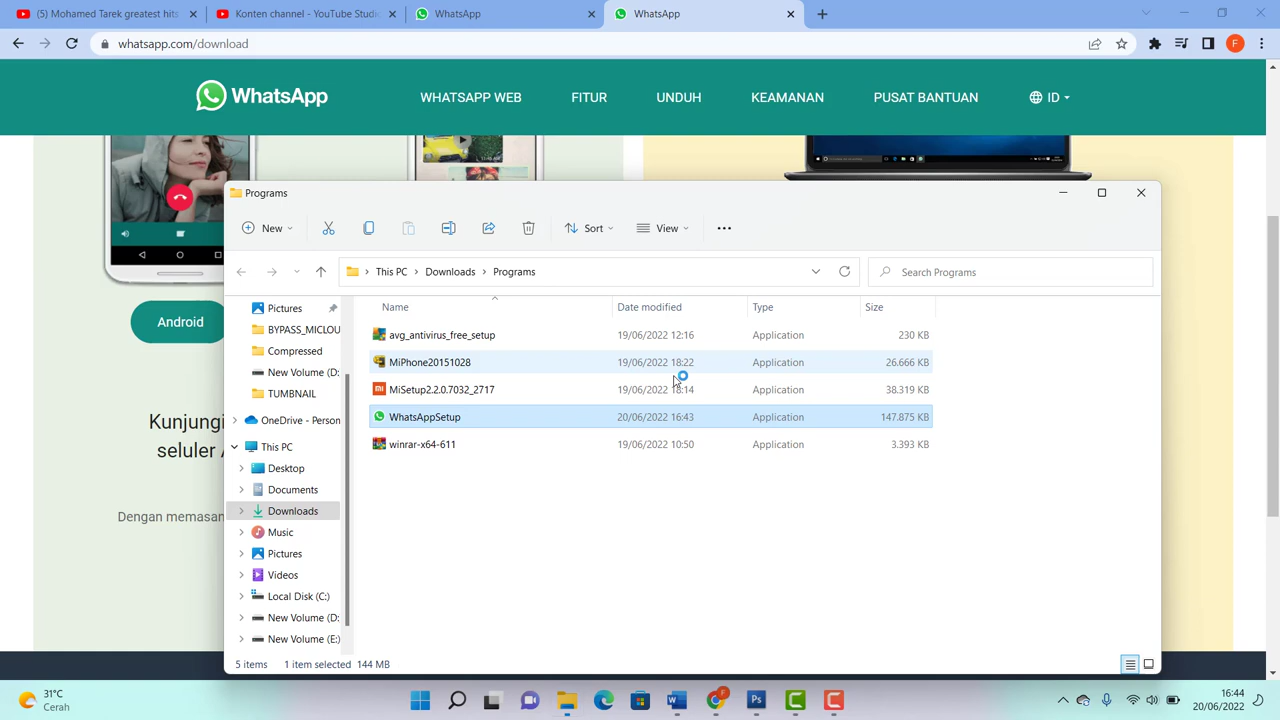 (5) Mohamed Tarek greatest hits
Konten channel - YouTube Studi
WhatsApp
WhatsApp
whatsapp.com/download
F
WhatsApp
WHATSAPP WEB
FITUR
UNDUH
KEAMANAN
PUSAT BANTUAN
ID
Programs
New
Sort
View
This PC
Downloads
Programs
Search Programs
Android
Kunjungi
seluler A
Dengan memasan
Pictures
BYPASS_MICLOU
Compressed
New Volume (D:
TUMBNAIL
OneDrive - Person
This PC
Desktop
Documents
Downloads
Music
Pictures
Videos
Local Disk (C:)
New Volume (D:
New Volume (E:)
Name Date modified Type Size
avg_antivirus_free_setup 19/06/2022 12:16 Application 230 KB
MiPhone20151028 19/06/2022 18:22 Application 26.666 KB
MiSetup2.2.0.7032_2717 19/06/2022 18:14 Application 38.319 KB
WhatsAppSetup 20/06/2022 16:43 Application 147.875 KB
winrar-x64-611 19/06/2022 10:50 Application 3.393 KB
5 items 1 item selected 144 MB
31°C
Cerah
16:44
20/06/2022